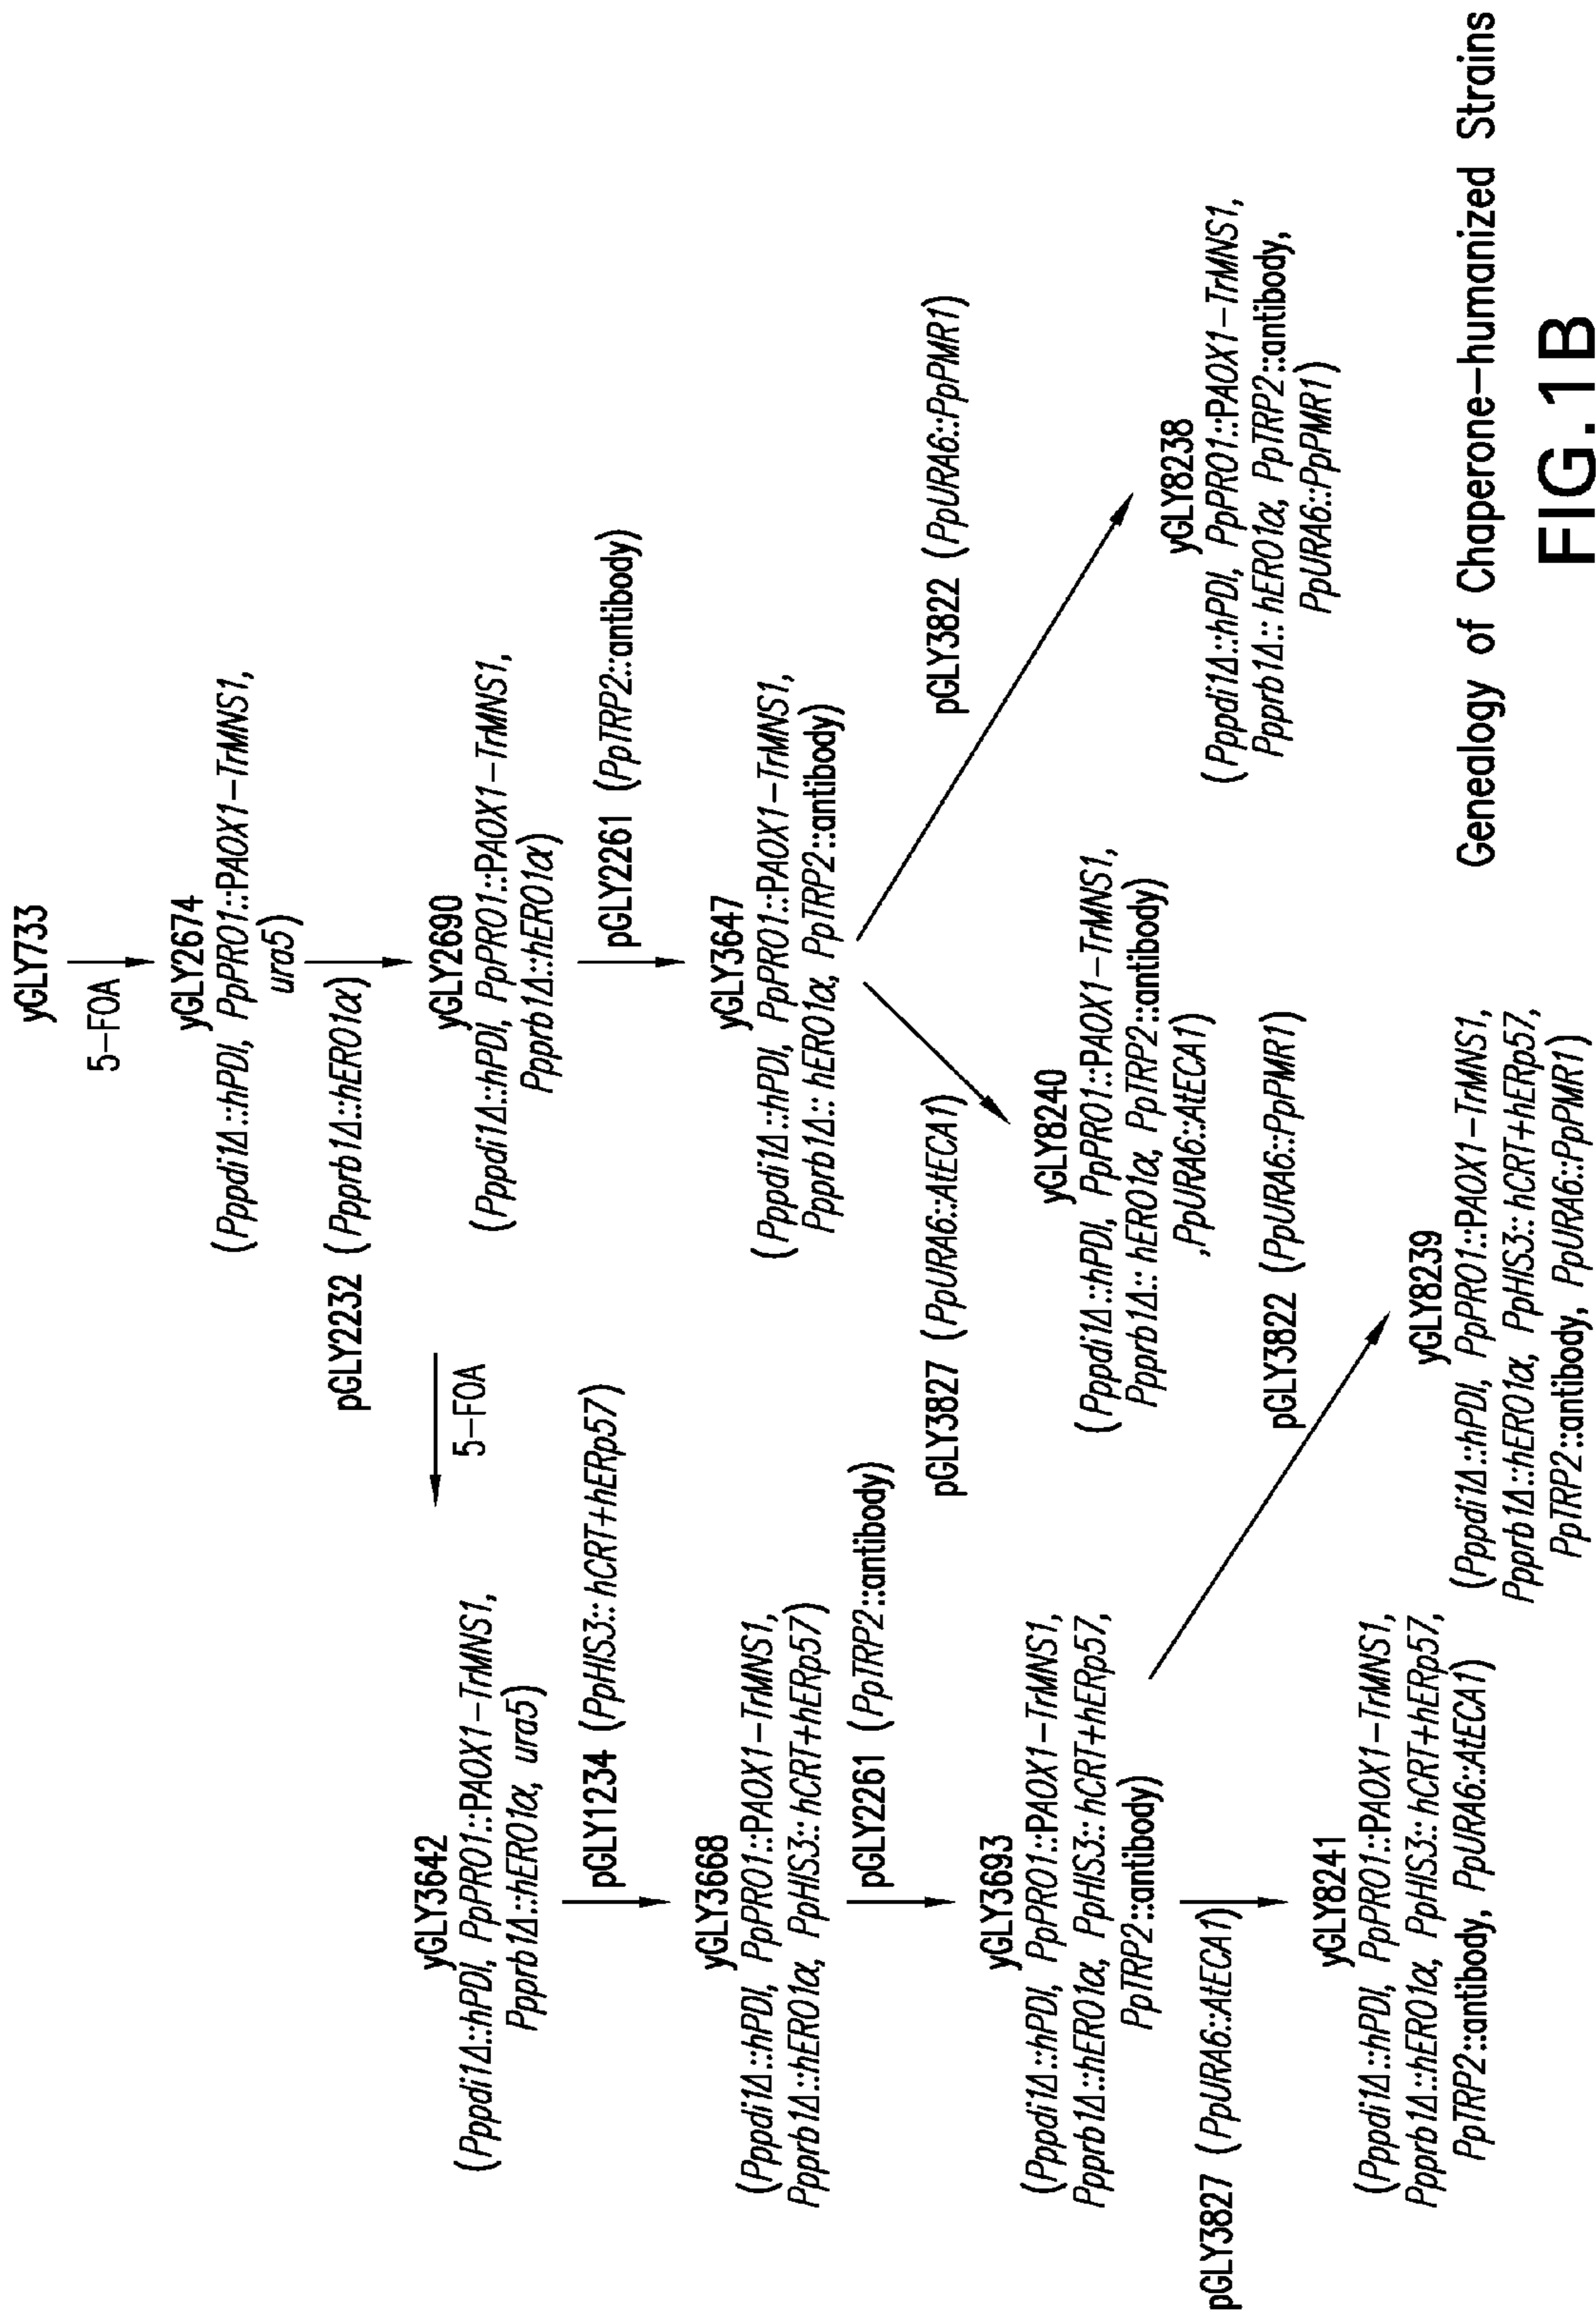 yGLY733
5-FOA
yGLY2674
(Pppdi1Δ::hPDI, PpPRO1::PAOX1-TrMNS1,
ura5)
pGLY2232 (Ppprb1Δ::hERO1α)
yGLY2690
(Pppdi1Δ::hPDI, PpPRO1::PAOX1-TrMNS1,
Ppprb1Δ::hERO1α)
5-FOA
pGLY2261 (PpTRP2::antibody)
yGLY3642
(Pppdi1Δ::hPDI, PpPRO1::PAOX1-TrMNS1,
Ppprb1Δ::hERO1α, ura5)
pGLY1234 (PpHIS3:: hCRT+hERp57)
yGLY3647
(Pppdi1Δ::hPDI, PpPRO1::PAOX1-TrMNS1,
Ppprb1Δ:: hERO1α, PpTRP2::antibody)
yGLY3668
(Pppdi1Δ::hPDI, PpPRO1::PAOX1-TrMNS1,
Ppprb1Δ::hERO1α, PpHIS3:: hCRT+hERp57)
pGLY2261 (PpTRP2::antibody)
pGLY3827 (PpURA6::AtECA1)
pGLY3822 (PpURA6::PpPMR1)
yGLY3693
(Pppdi1Δ::hPDI, PpPRO1::PAOX1-TrMNS1,
Ppprb1Δ::hERO1α, PpHIS3:: hCRT+hERp57,
PpTRP2::antibody)
yGLY8240
(Pppdi1Δ::hPDI, PpPRO1::PAOX1-TrMNS1,
Ppprb1Δ:: hERO1α, PpTRP2::antibody)
,PpURA6::AtECA1)
yGLY8238
(Pppdi1Δ::hPDI, PpPRO1::PAOX1-TrMNS1,
Ppprb1Δ:: hERO1α, PpTRP2::antibody,
PpURA6::PpPMR1)
pGLY3827 (PpURA6::AtECA1)
pGLY3822 (PpURA6::PpPMR1)
yGLY8241
(Pppdi1Δ::hPDI, PpPRO1::PAOX1-TrMNS1,
Ppprb1Δ::hERO1α, PpHIS3:: hCRT+hERp57,
PpTRP2::antibody, PpURA6::AtECA1)
yGLY8239
(Pppdi1Δ::hPDI, PpPRO1::PAOX1-TrMNS1,
Ppprb1Δ::hERO1α, PpHIS3:: hCRT+hERp57,
PpTRP2::antibody, PpURA6::PpPMR1)
Genealogy of Chaperone-humanized Strains
FIG.1B